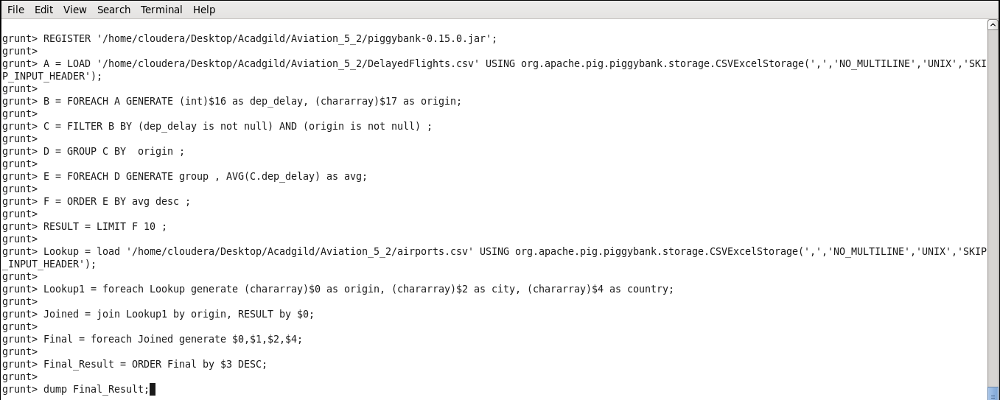 File Edit View Search Terminal Help
grunt> REGISTER '/home/cloudera/Desktop/Acadgild/Aviation_5_2/piggybank-0.15.0.jar';
grunt>
grunt> A = LOAD '/home/cloudera/Desktop/Acadgild/Aviation_5_2/DelayedFlights.csv' USING org.apache.pig.piggybank.storage.CSVExcelStorage(',','NO_MULTILINE','UNIX','SKI
P_INPUT_HEADER');
grunt>
grunt> B = FOREACH A GENERATE (int)$16 as dep_delay, (chararray)$17 as origin;
grunt>
grunt> C = FILTER B BY (dep_delay is not null) AND (origin is not null) ;
grunt>
grunt> D = GROUP C BY  origin ;
grunt>
grunt> E = FOREACH D GENERATE group , AVG(C.dep_delay) as avg;
grunt>
grunt> F = ORDER E BY avg desc ;
grunt>
grunt> RESULT = LIMIT F 10 ;
grunt>
grunt> Lookup = load '/home/cloudera/Desktop/Acadgild/Aviation_5_2/airports.csv' USING org.apache.pig.piggybank.storage.CSVExcelStorage(',','NO_MULTILINE','UNIX','SKIP
_INPUT_HEADER');
grunt>
grunt> Lookup1 = foreach Lookup generate (chararray)$0 as origin, (chararray)$2 as city, (chararray)$4 as country;
grunt>
grunt> Joined = join Lookup1 by origin, RESULT by $0;
grunt>
grunt> Final = foreach Joined generate $0,$1,$2,$4;
grunt>
grunt> Final_Result = ORDER Final by $3 DESC;
grunt>
grunt> dump Final_Result;